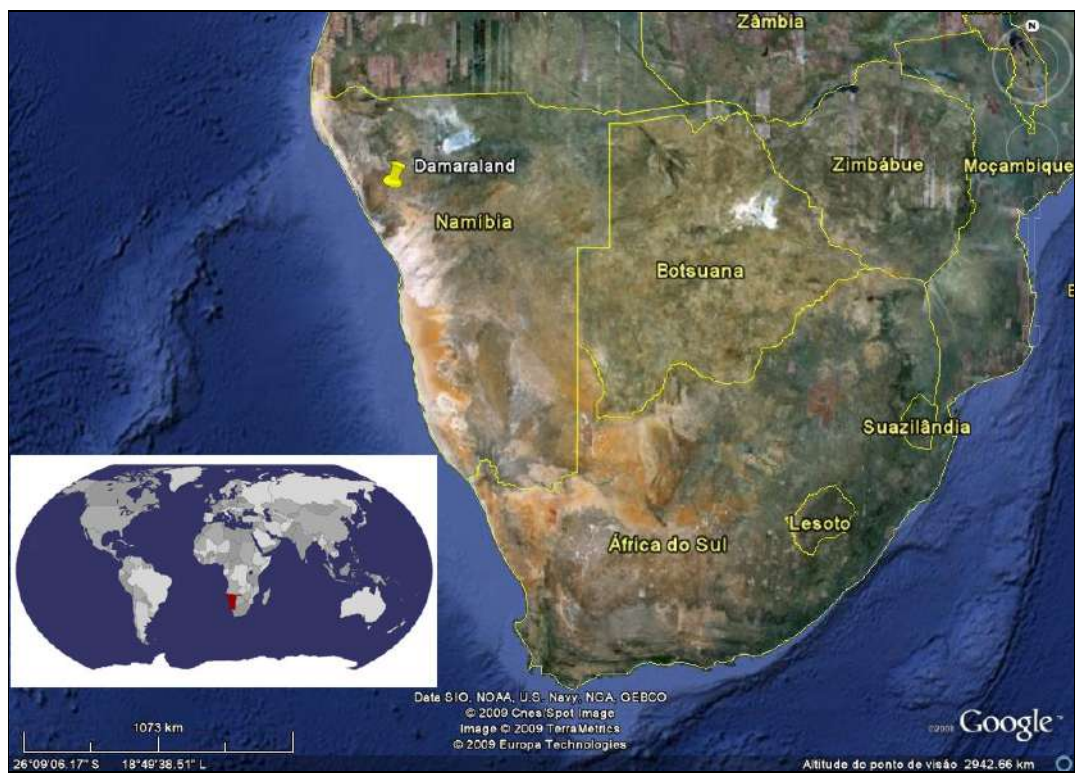 Zâmbia
N
Damaraland
Zimbábue
Moçambique
Namíbia
Botsuana
Suazilândia
Lesoto
África do Sul
Data SIO, NOAA, U.S. Navy, NGA, GEBCO
© 2009 Cnes/Spot Image
Image © 2009 TerraMetrics
© 2009 Europa Technologies
Google
1073 km
26°09'06.17" S 18°49'38.51" L
Altitude do ponto de visão 2942.66 km